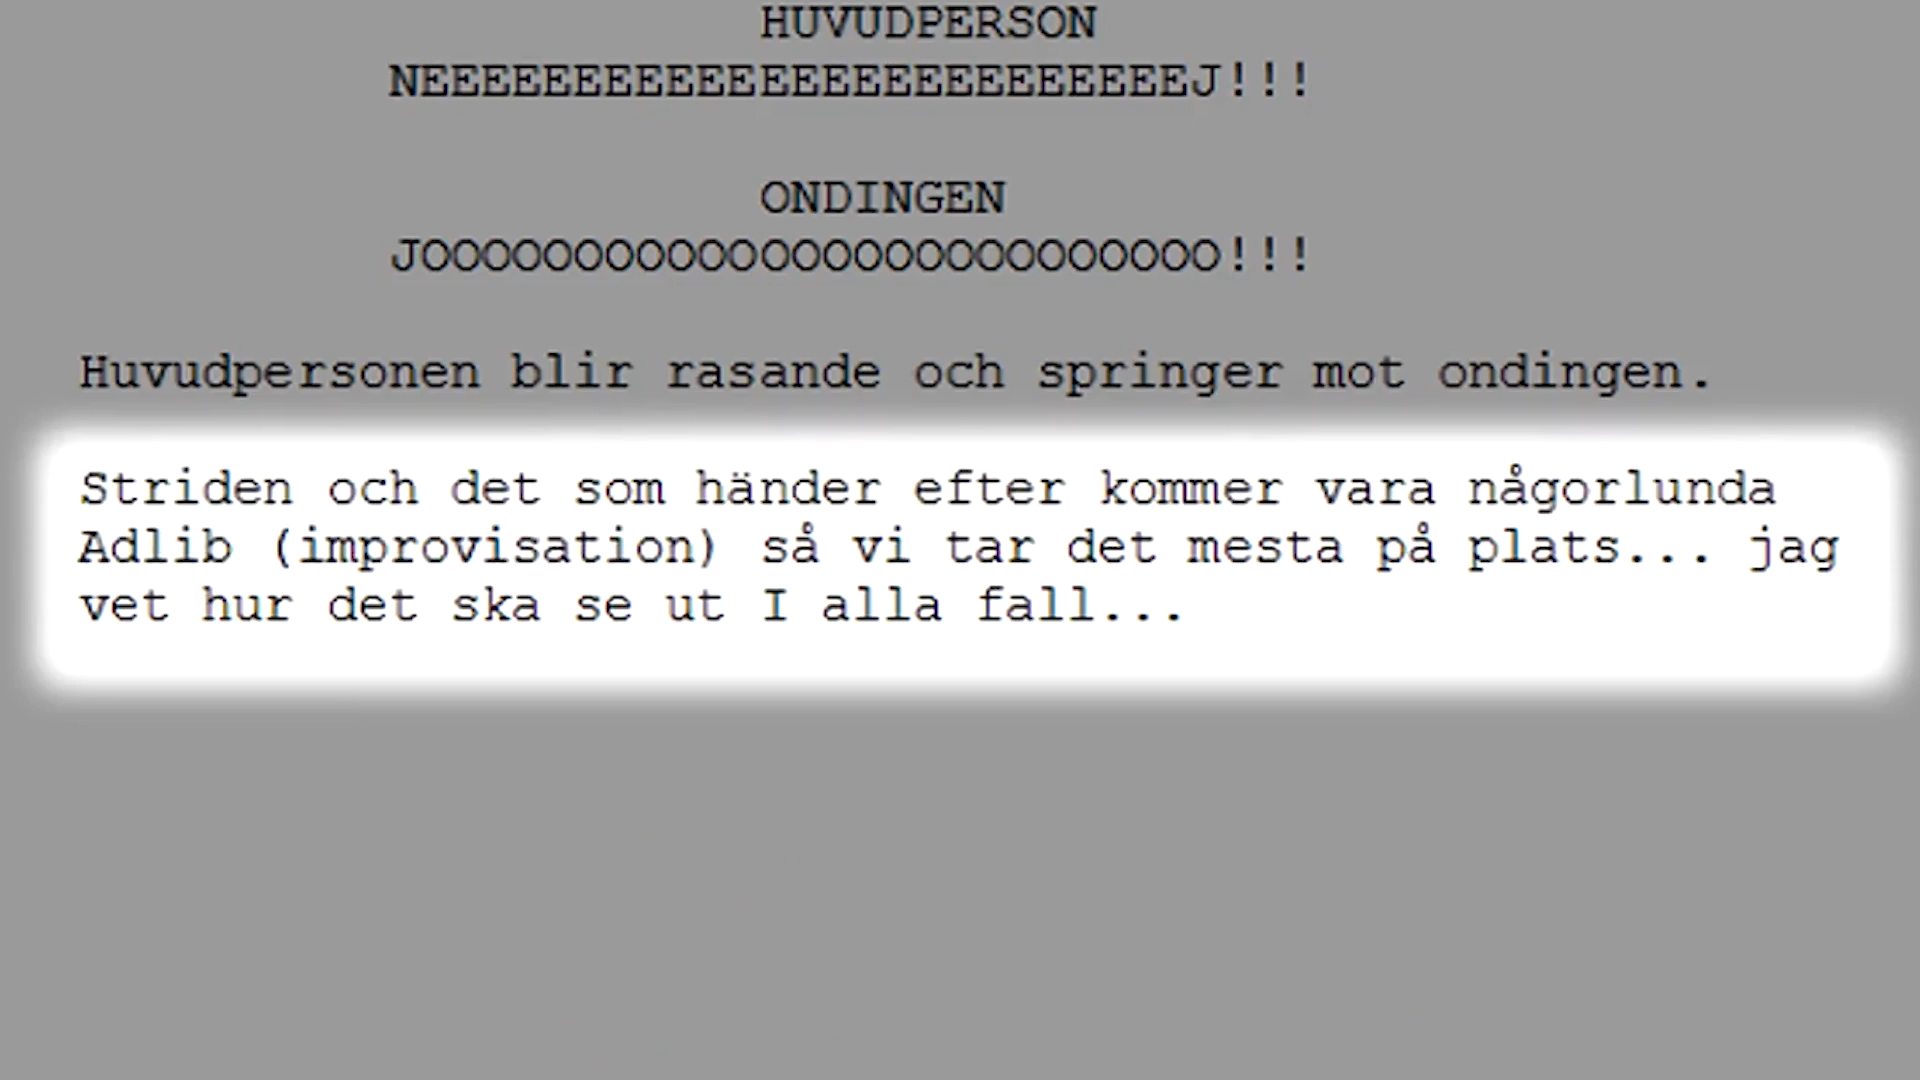 HUVUDPERSON
NEEEEEEEEEEEEEEEEEEEEEEEEEJ!!!
ONDINGEN
JOOOOOOOOOOOOOOOOOOOOOOOOOO!!!
Huvudpersonen blir rasande och springer mot ondingen.
Striden och det som händer efter kommer vara någorlunda
Adlib (improvisation) så vi tar det mesta på plats... jag
vet hur det ska se ut I alla fall...